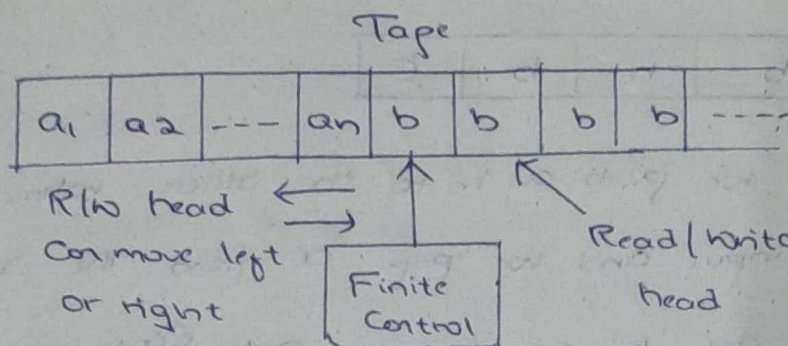 Tape
a1 a2 --- an b b b b ----
R/w head
can move left
or right
Finite
Control
Read/write
head